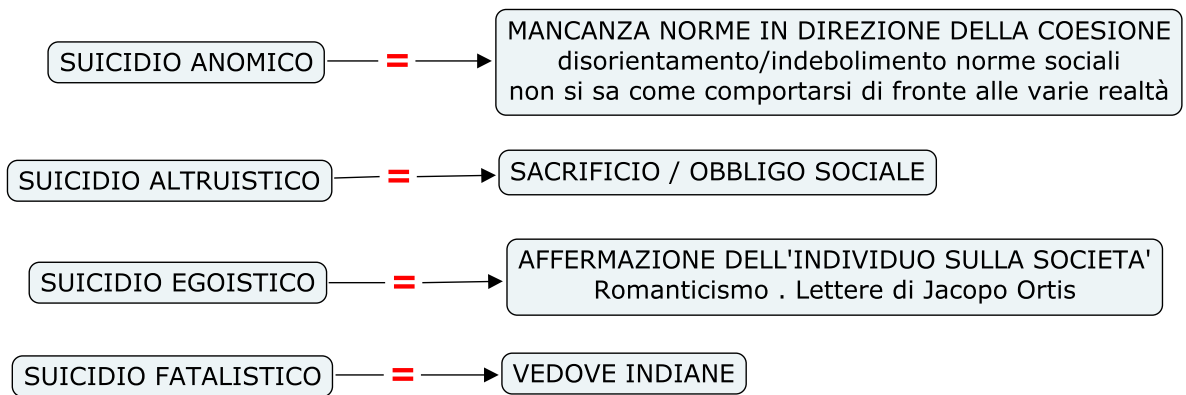 SUICIDIO ANOMICO
=
MANCANZA NORME IN DIREZIONE DELLA COESIONE
disorientamento/indebolimento norme sociali
non si sa come comportarsi di fronte alle varie realtà
SUICIDIO ALTRUISTICO
=
SACRIFICIO / OBBLIGO SOCIALE
SUICIDIO EGOISTICO
=
AFFERMAZIONE DELL'INDIVIDUO SULLA SOCIETA'
Romanticismo . Lettere di Jacopo Ortis
SUICIDIO FATALISTICO
=
VEDOVE INDIANE